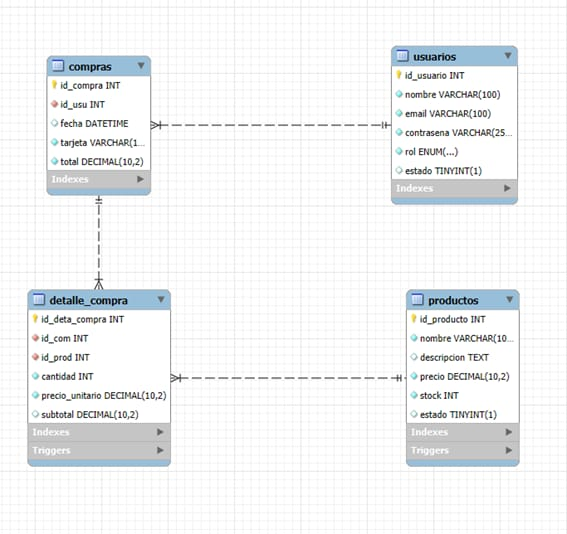 compras
id_compra INT
id_usu INT
fecha DATETIME
tarjeta VARCHAR(1...
total DECIMAL(10,2)
Indexes
usuarios
id_usuario INT
nombre VARCHAR(100)
email VARCHAR(100)
contrasena VARCHAR(25...
rol ENUM(...)
estado TINYINT(1)
Indexes
detalle_compra
id_deta_compra INT
id_com INT
id_prod INT
cantidad INT
precio_unitario DECIMAL(10,2)
subtotal DECIMAL(10,2)
Indexes
Triggers
productos
id_producto INT
nombre VARCHAR(10...
descripcion TEXT
precio DECIMAL(10,2)
stock INT
estado TINYINT(1)
Indexes
Triggers